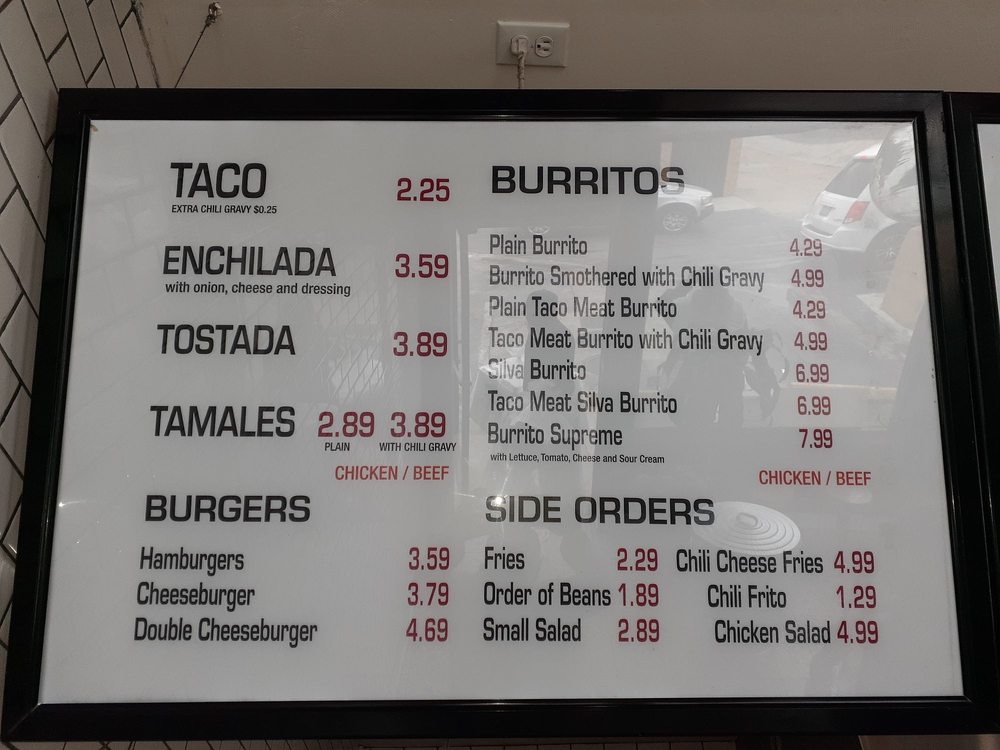 TACO 2.25
EXTRA CHILI GRAVY $0.25
ENCHILADA 3.59
with onion, cheese and dressing
TOSTADA 3.89
TAMALES 2.89 3.89
PLAIN WITH CHILI GRAVY
CHICKEN / BEEF
BURGERS
Hamburgers 3.59
Cheeseburger 3.79
Double Cheeseburger 4.69
BURRITOS
Plain Burrito 4.29
Burrito Smothered with Chili Gravy 4.99
Plain Taco Meat Burrito 4.29
Taco Meat Burrito with Chili Gravy 4.99
Silva Burrito 6.99
Taco Meat Silva Burrito 6.99
Burrito Supreme 7.99
with Lettuce, Tomato, Cheese and Sour Cream
CHICKEN / BEEF
SIDE ORDERS
Fries 2.29 Chili Cheese Fries 4.99
Order of Beans 1.89 Chili Frito 1.29
Small Salad 2.89 Chicken Salad 4.99